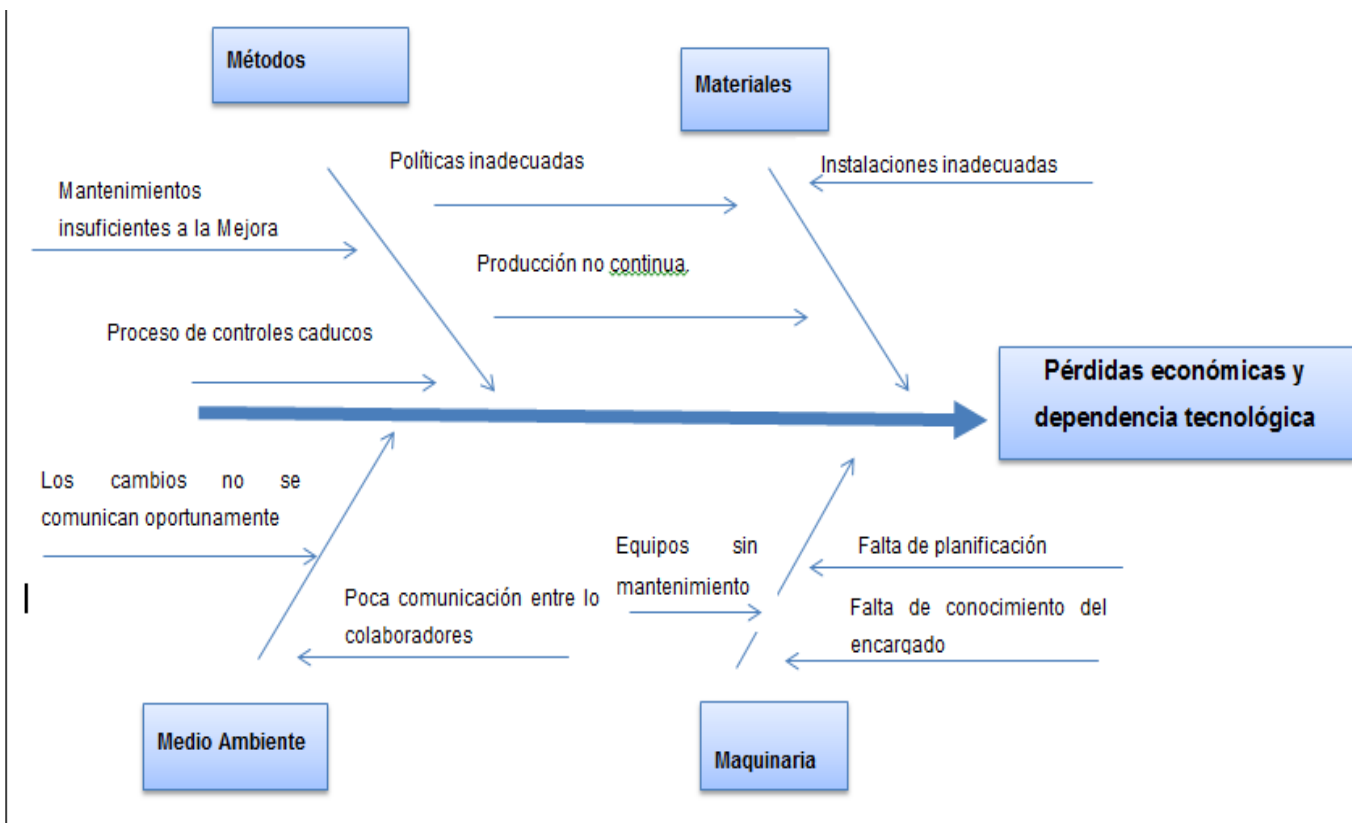 Métodos
Materiales
Políticas inadecuadas
Instalaciones inadecuadas
Mantenimientos
insuficientes a la Mejora
Producción no continua.
Proceso de controles caducos
Pérdidas económicas y
dependencia tecnológica
Los cambios no se
comunican oportunamente
Equipos sin
mantenimiento
Falta de planificación
Poca comunicación entre lo
colaboradores
Falta de conocimiento del
encargado
Medio Ambiente
Maquinaria